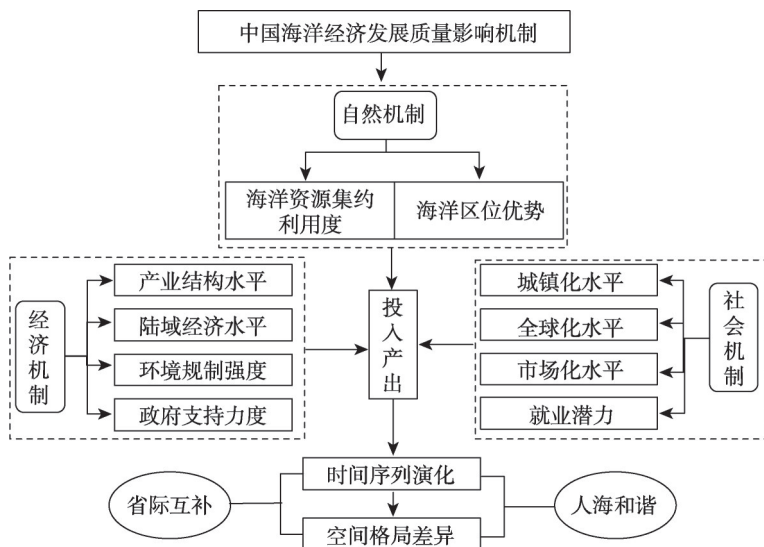 中国海洋经济发展质量影响机制
自然机制
海洋资源集约
利用度
海洋区位优势
经济机制
产业结构水平
陆域经济水平
环境规制强度
政府支持力度
投入产出
城镇化水平
全球化水平
市场化水平
就业潜力
社会机制
时间序列演化
省际互补
人海和谐
空间格局差异